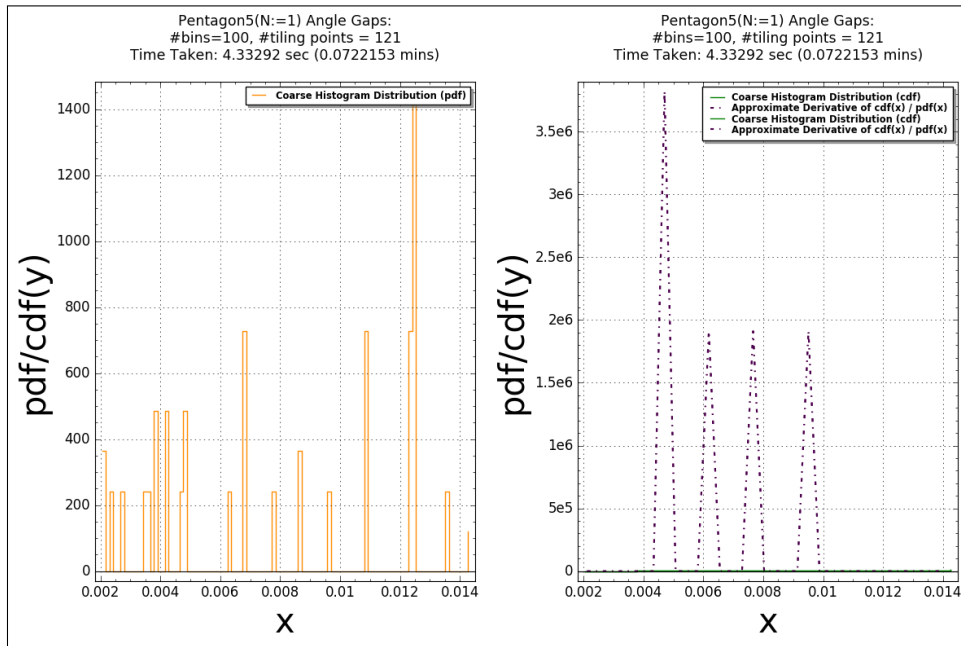 Pentagon5(N:=1) Angle Gaps:
#bins=100, #tiling points = 121
Time Taken: 4.33292 sec (0.0722153 mins)
Coarse Histogram Distribution (pdf)
1400
1200
1000
800
600
400
200
0
0.002
0.004
0.006
0.008
0.01
0.012
0.014
pdf/cdf(y)
x
Pentagon5(N:=1) Angle Gaps:
#bins=100, #tiling points = 121
Time Taken: 4.33292 sec (0.0722153 mins)
Coarse Histogram Distribution (cdf)
Approximate Derivative of cdf(x) / pdf(x)
Coarse Histogram Distribution (cdf)
Approximate Derivative of cdf(x) / pdf(x)
3.5e6
3e6
2.5e6
2e6
1.5e6
1e6
5e5
0
0.002
0.004
0.006
0.008
0.01
0.012
0.014
pdf/cdf(y)
x